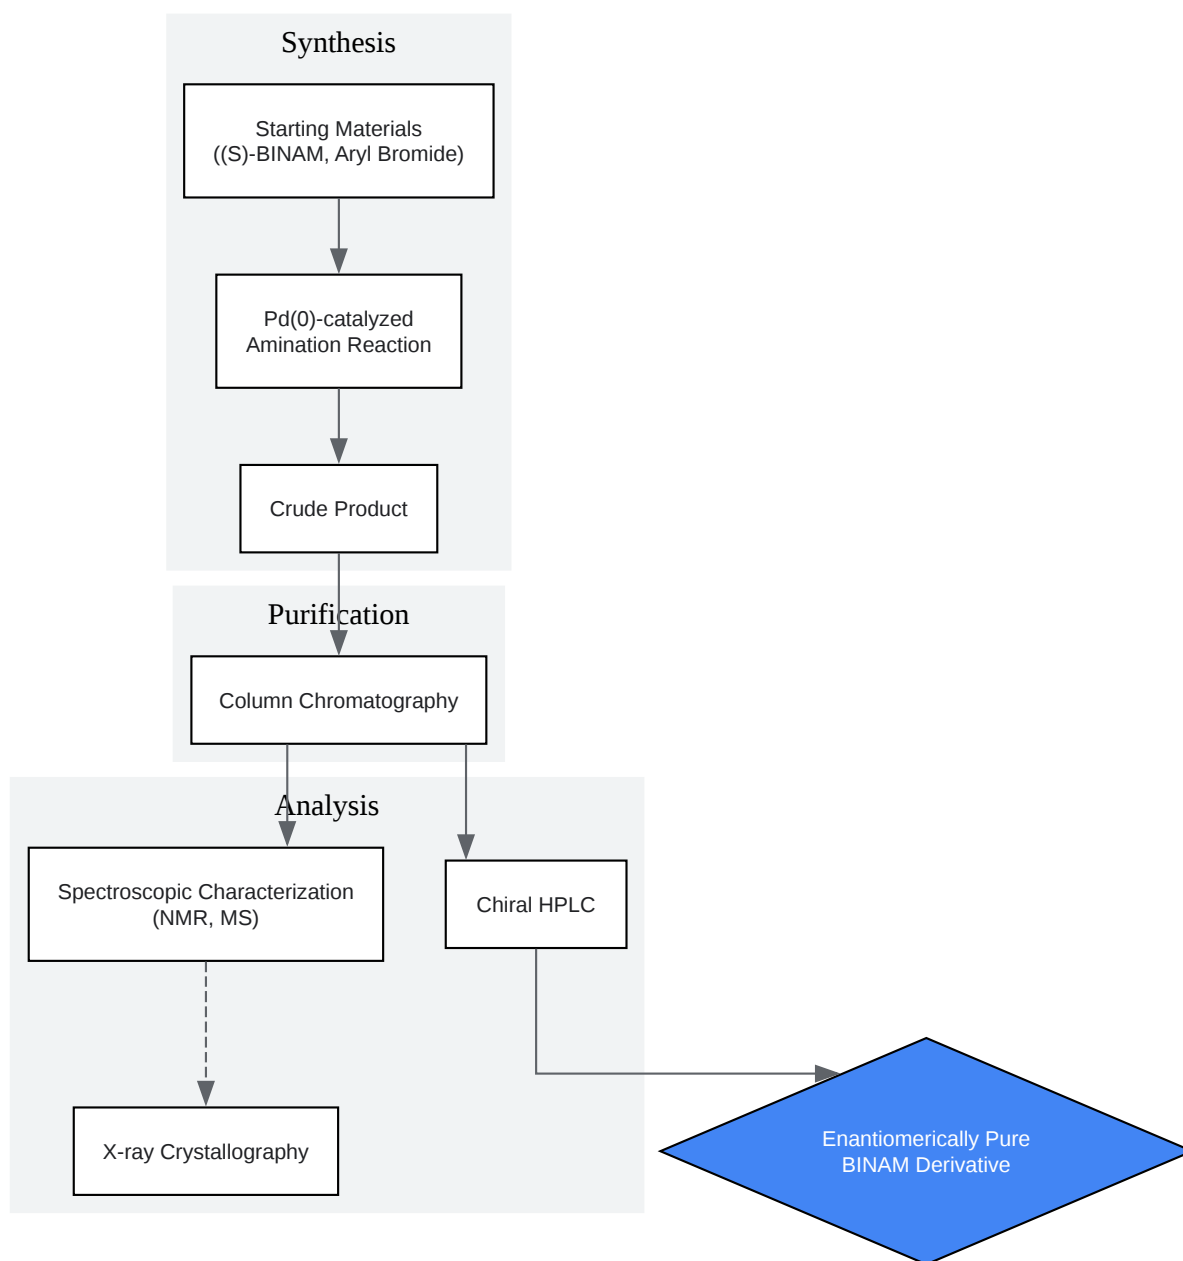 Synthesis
Starting Materials
((S)-BINAM, Aryl Bromide)
Pd(0)-catalyzed
Amination Reaction
Crude Product
Purification
Column Chromatography
Analysis
Spectroscopic Characterization
(NMR, MS)
Chiral HPLC
X-ray Crystallography
Enantiomerically Pure
BINAM Derivative